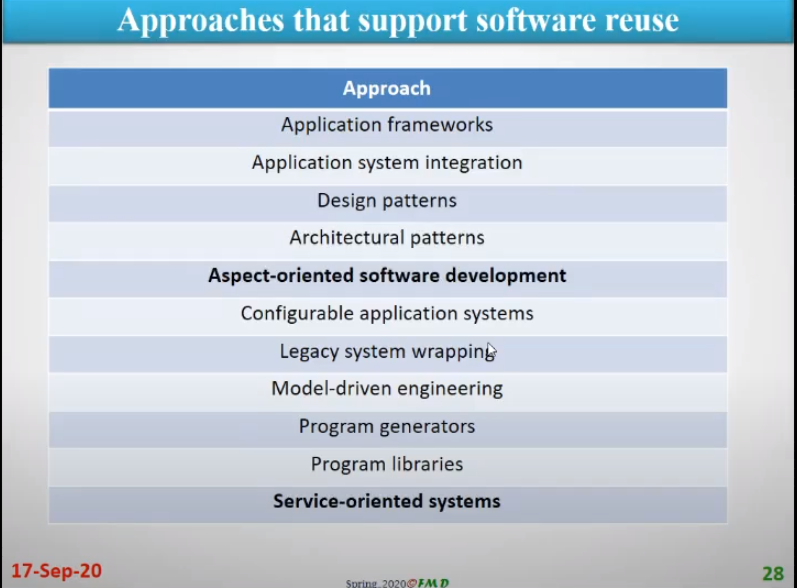 Approaches that support software reuse
Approach
Application frameworks
Application system integration
Design patterns
Architectural patterns
Aspect-oriented software development
Configurable application systems
Legacy system wrapping
Model-driven engineering
Program generators
Program libraries
Service-oriented systems
17-Sep-20
Spring_2020©FMD
28